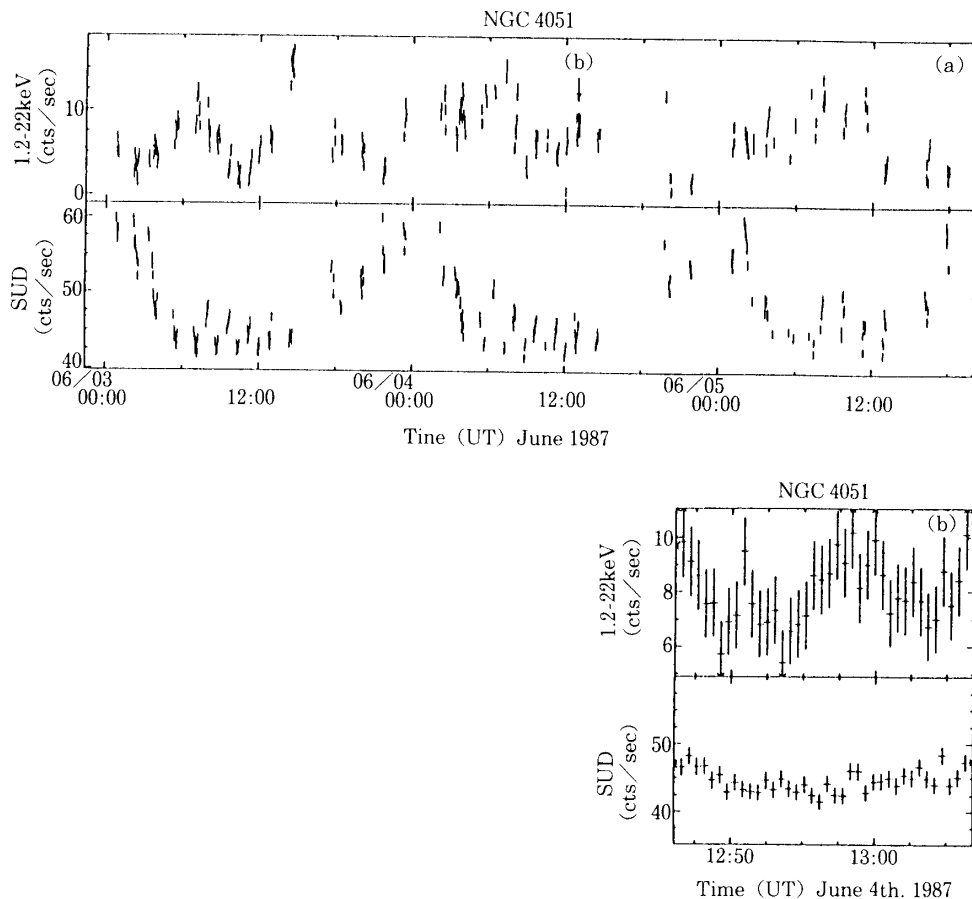 NGC 4051
(b)
(a)
1.2-22keV
(cts/sec)
10
0
SUD
(cts/sec)
60
50
40
06/03
00:00
12:00
06/04
00:00
12:00
06/05
00:00
12:00
Tine (UT) June 1987
NGC 4051
(b)
1.2-22keV
(cts/sec)
10
8
6
SUD
(cts/sec)
50
40
12:50
13:00
Time (UT) June 4th. 1987